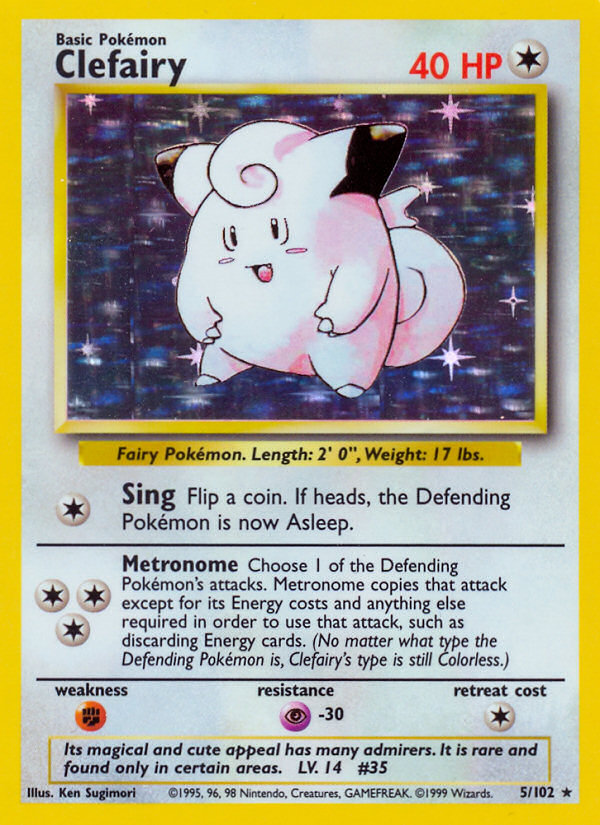 Basic Pokémon
Clefairy
40 HP
Fairy Pokémon. Length: 2' 0", Weight: 17 lbs.
Sing Flip a coin. If heads, the Defending
Pokémon is now Asleep.
Metronome Choose 1 of the Defending
Pokémon's attacks. Metronome copies that attack
except for its Energy costs and anything else
required in order to use that attack, such as
discarding Energy cards. (No matter what type the
Defending Pokémon is, Clefairy's type is still Colorless.)
weakness resistance retreat cost
-30
Its magical and cute appeal has many admirers. It is rare and
found only in certain areas. LV. 14 #35
Illus. Ken Sugimori ©1995, 96, 98 Nintendo, Creatures, GAMEFREAK. ©1999 Wizards. 5/102 ★